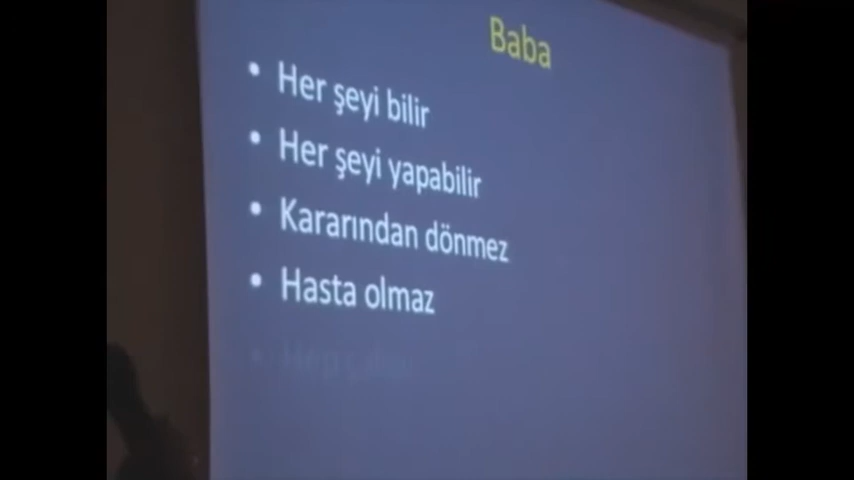 Baba
• Her şeyi bilir
• Her şeyi yapabilir
• Kararından dönmez
• Hasta olmaz